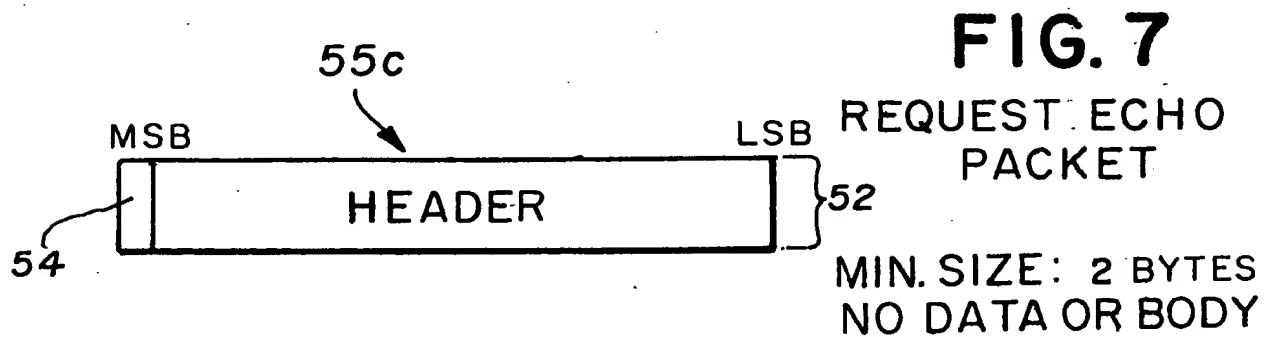 FIG. 7
55c
MSB
LSB
REQUEST ECHO
PACKET
HEADER
52
54
MIN. SIZE: 2 BYTES
NO DATA OR BODY